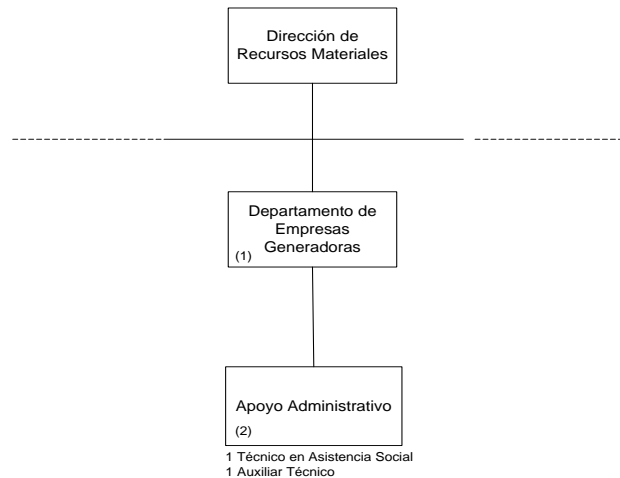 Dirección de
Recursos Materiales
Departamento de
Empresas
Generadoras
(1)
Apoyo Administrativo
(2)
1 Técnico en Asistencia Social
1 Auxiliar Técnico